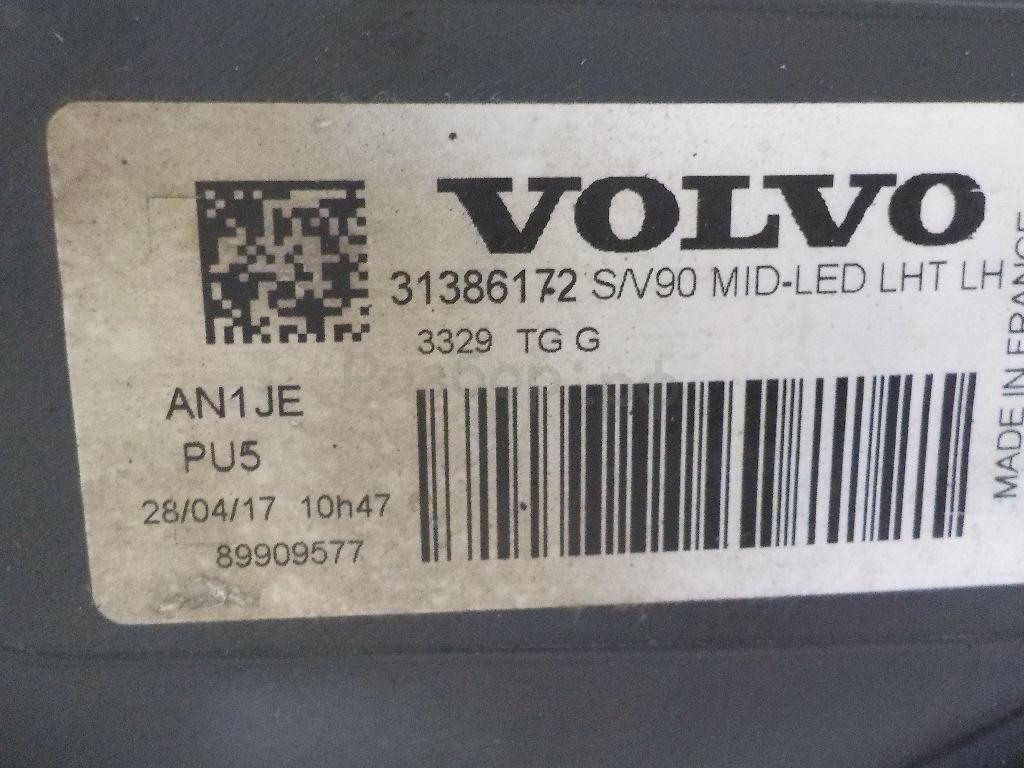 VOLVO
31386172 S/V90 MID-LED LHT LH
3329 TG G
AN1JE
PU5
28/04/17 10h47
89909577
MADE IN FRANCE